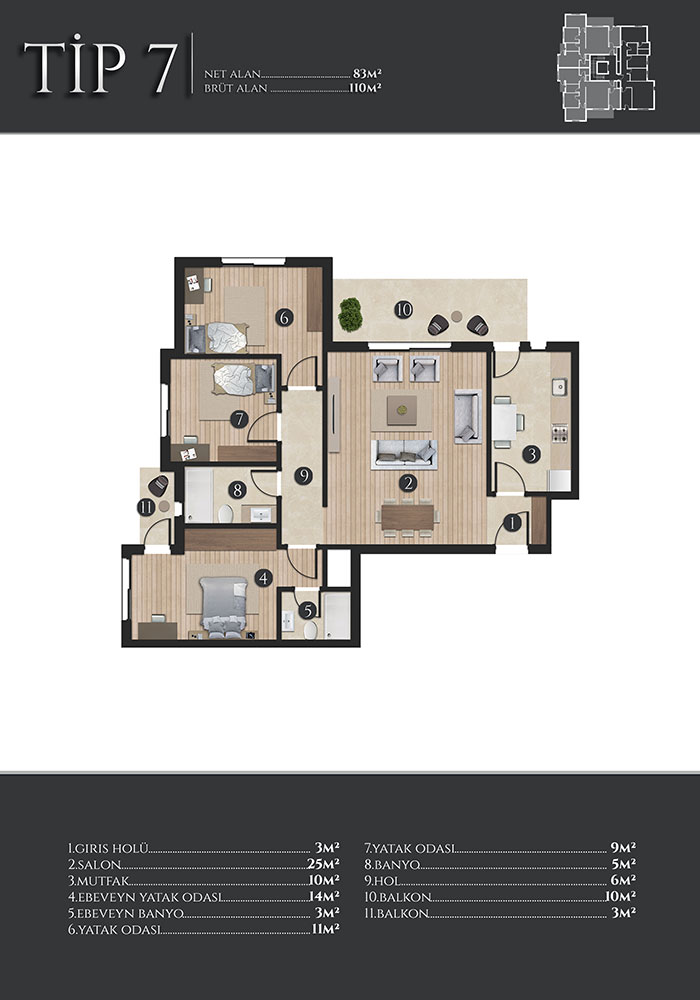 TİP 7
NET ALAN........................ 83M²
BRÜT ALAN ........................110M²
6
10
7
3
9
2
8
11
1
4
5
1.GIRIS HOLÜ........................3M²
2.SALON........................25M²
3.MUTFAK........................10M²
4.EBEVEYN YATAK ODASI........................14M²
5.EBEVEYN BANYO........................3M²
6.YATAK ODASI........................11M²
7.YATAK ODASI........................9M²
8.BANYO........................5M²
9.HOL........................6M²
10.BALKON........................10M²
11.BALKON........................3M²